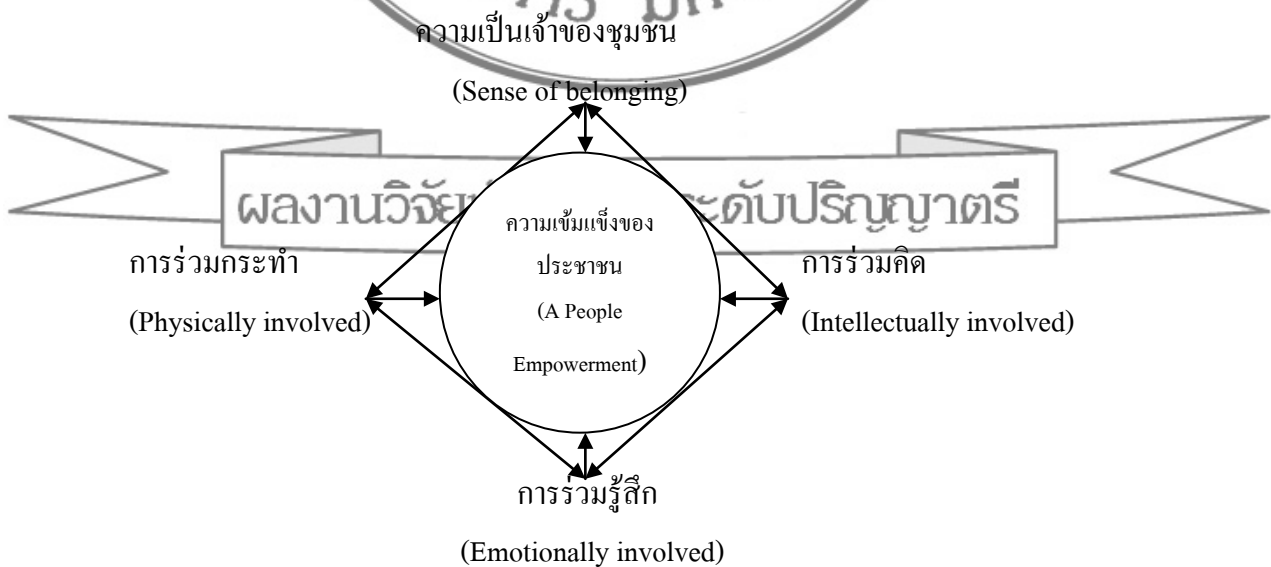 ความเป็นเจ้าของชุมชน
(Sense of belonging)
ผลงานวิจัย ระดับปริญญาตรี
ความเข้มแข็งของ
ประชาชน
(A People
Empowerment)
การร่วมกระทำ
(Physically involved)
การร่วมคิด
(Intellectually involved)
การร่วมรู้สึก
(Emotionally involved)